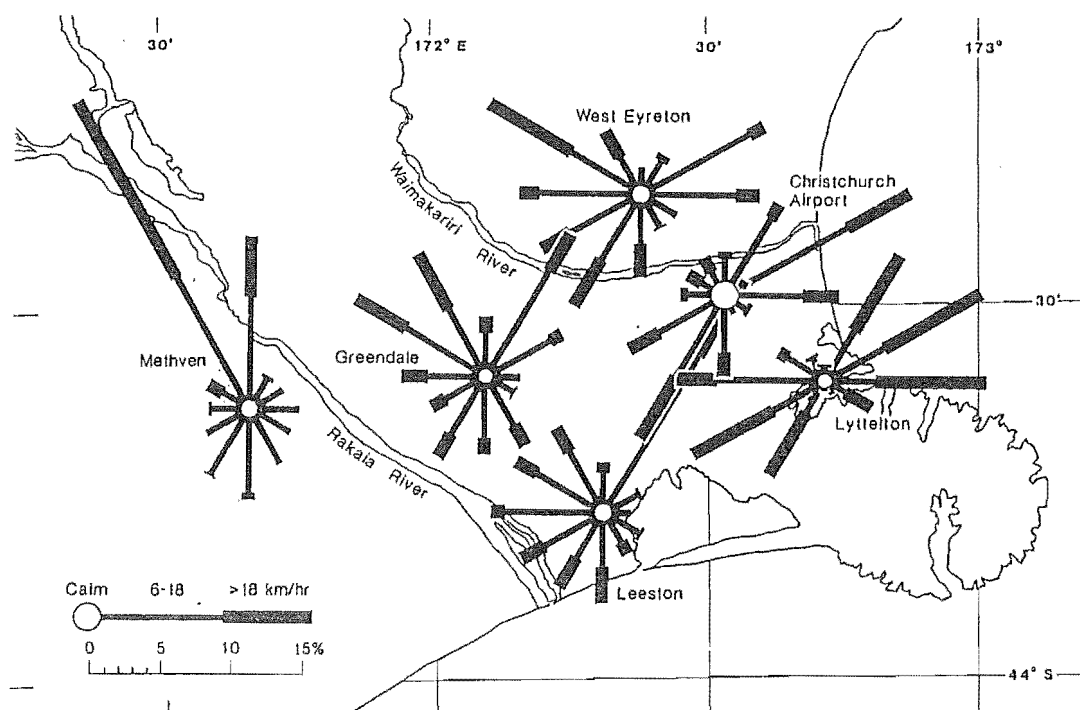 30'
172° E
30'
173°
West Eyreton
Christchurch
Airport
Waimakariri
River
30'
Methven
Greendale
Lyttelton
Rakaia River
Leeston
Calm 6-18 >18 km/hr
0 5 10 15%
44° S